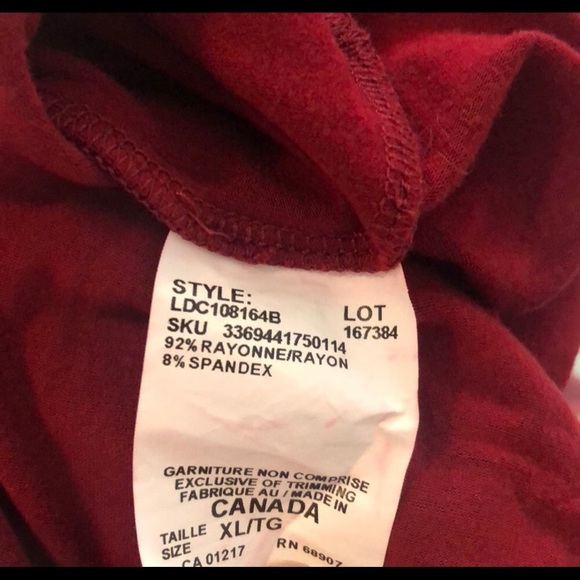 STYLE:
LDC108164B LOT
SKU 3369441750114 167384
92% RAYONNE/RAYON
8% SPANDEX
GARNITURE NON COMPRISE
EXCLUSIVE OF TRIMMING
FABRIQUE AU / MADE IN
CANADA
TAILLE
SIZE XL/TG
CA 01217 RN 68907